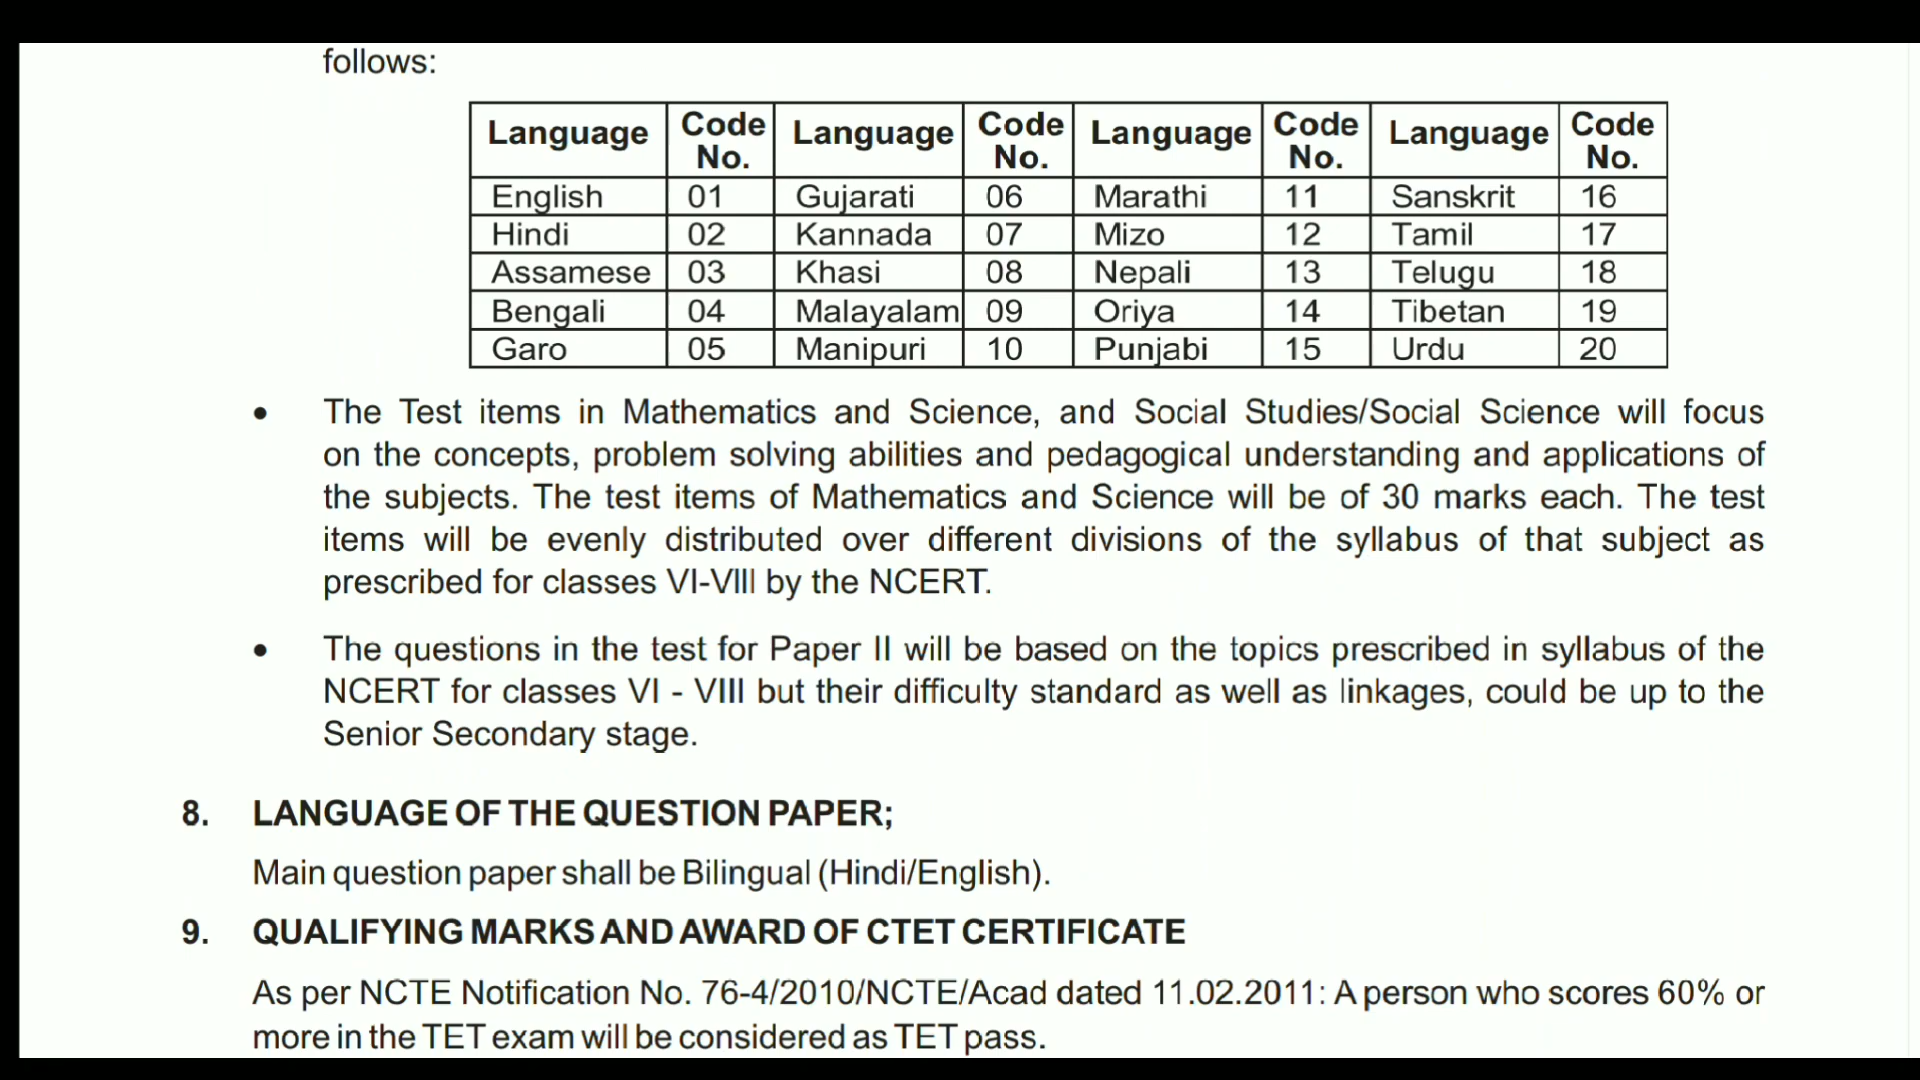 follows:
Language Code No. Language Code No. Language Code No. Language Code No.
English 01 Gujarati 06 Marathi 11 Sanskrit 16
Hindi 02 Kannada 07 Mizo 12 Tamil 17
Assamese 03 Khasi 08 Nepali 13 Telugu 18
Bengali 04 Malayalam 09 Oriya 14 Tibetan 19
Garo 05 Manipuri 10 Punjabi 15 Urdu 20
• The Test items in Mathematics and Science, and Social Studies/Social Science will focus
on the concepts, problem solving abilities and pedagogical understanding and applications of
the subjects. The test items of Mathematics and Science will be of 30 marks each. The test
items will be evenly distributed over different divisions of the syllabus of that subject as
prescribed for classes VI-VIII by the NCERT.
• The questions in the test for Paper II will be based on the topics prescribed in syllabus of the
NCERT for classes VI - VIII but their difficulty standard as well as linkages, could be up to the
Senior Secondary stage.
8. LANGUAGE OF THE QUESTION PAPER;
Main question paper shall be Bilingual (Hindi/English).
9. QUALIFYING MARKS AND AWARD OF CTET CERTIFICATE
As per NCTE Notification No. 76-4/2010/NCTE/Acad dated 11.02.2011: A person who scores 60% or
more in the TET exam will be considered as TET pass.